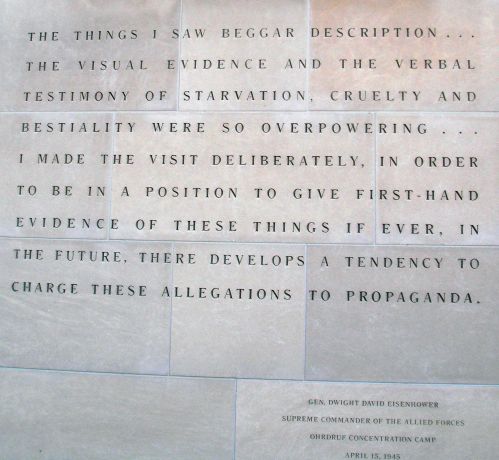 THE THINGS I SAW BEGGAR DESCRIPTION...
THE VISUAL EVIDENCE AND THE VERBAL
TESTIMONY OF STARVATION, CRUELTY AND
BESTIALITY WERE SO OVERPOWERING...
I MADE THE VISIT DELIBERATELY, IN ORDER
TO BE IN A POSITION TO GIVE FIRST-HAND
EVIDENCE OF THESE THINGS IF EVER, IN
THE FUTURE, THERE DEVELOPS A TENDENCY TO
CHARGE THESE ALLEGATIONS TO PROPAGANDA.
GEN. DWIGHT DAVID EISENHOWER
SUPREME COMMANDER OF THE ALLIED FORCES
OHRDRUF CONCENTRATION CAMP
APRIL 15, 1945